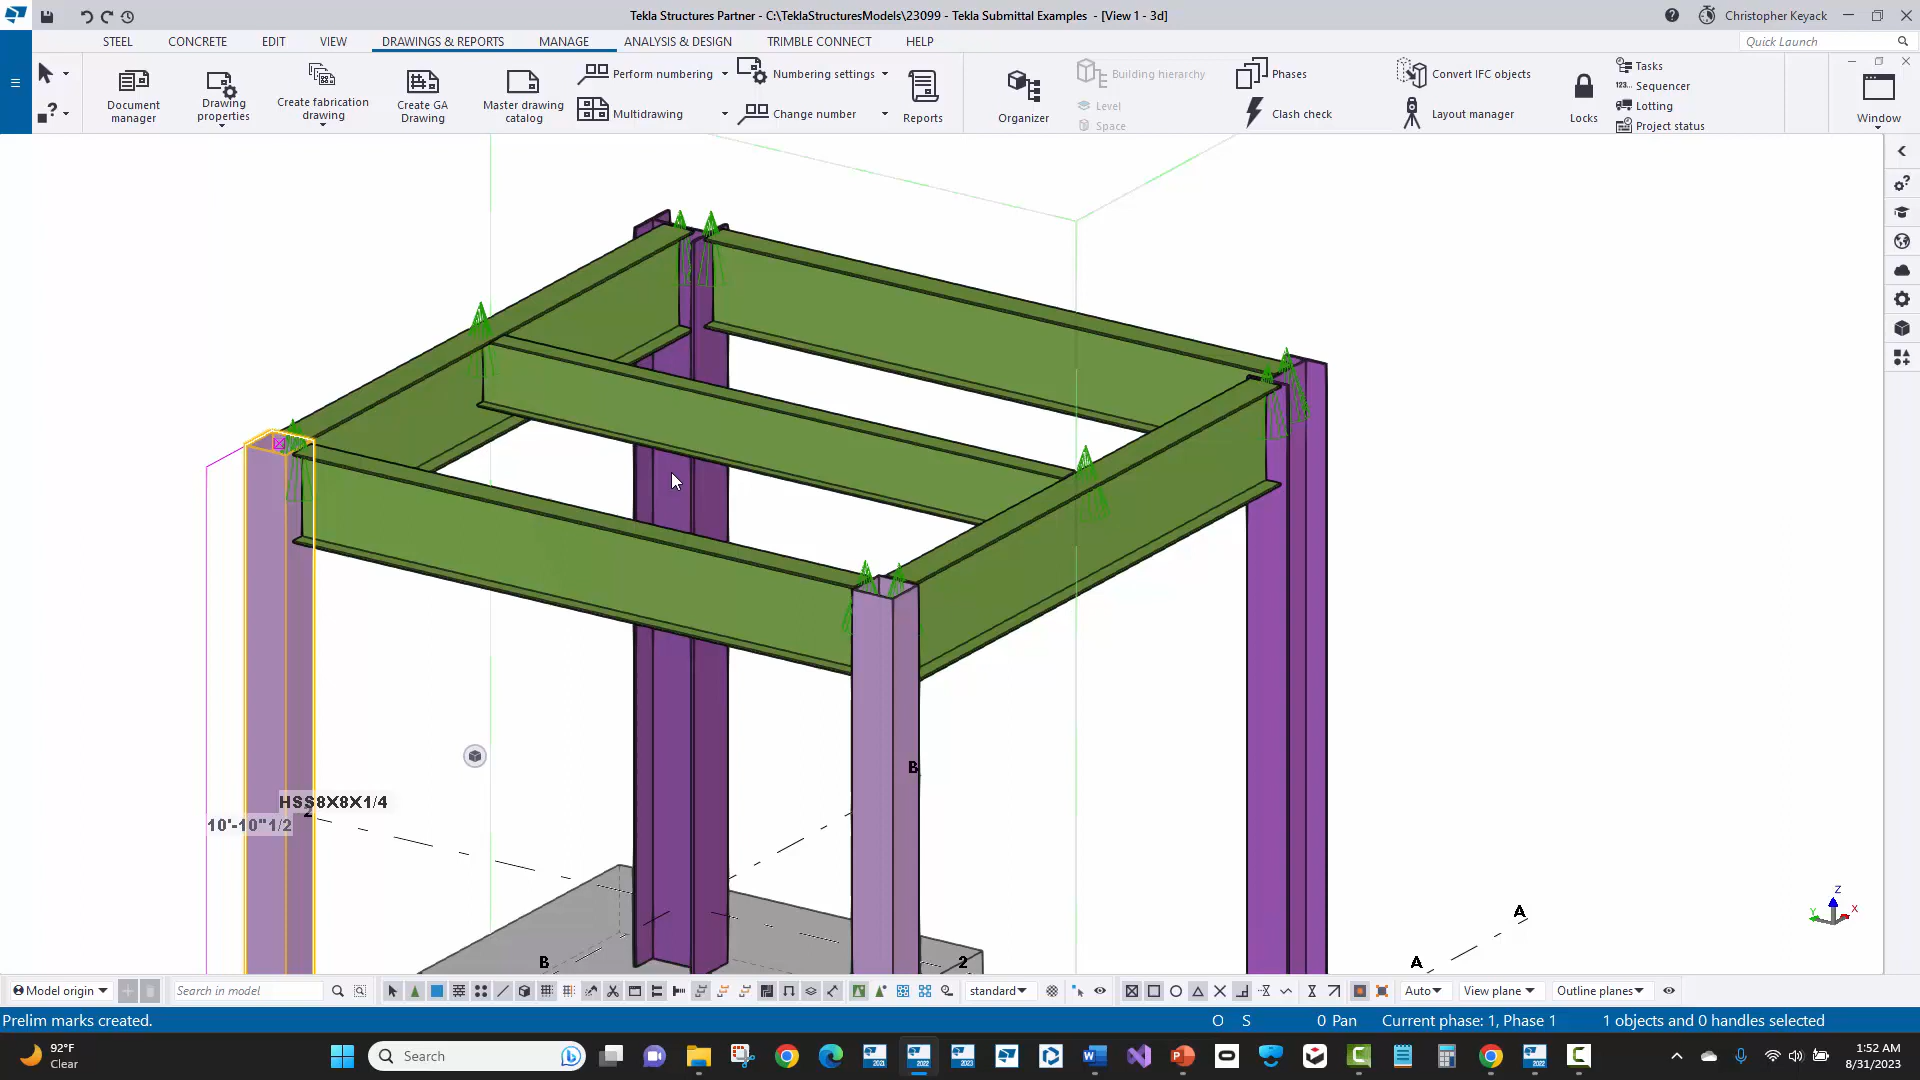 Tekla Structures Partner - C:\TeklaStructuresModels\23099 - Tekla Submittal Examples - [View 1 - 3d]
Christopher Keyack
STEEL
CONCRETE
EDIT
VIEW
DRAWINGS & REPORTS
MANAGE
ANALYSIS & DESIGN
TRIMBLE CONNECT
HELP
Quick Launch
Document manager
Drawing properties
Create fabrication drawing
Create GA Drawing
Master drawing catalog
Perform numbering
Multidrawing
Numbering settings
Change number
Reports
Organizer
Building hierarchy
Level
Space
Phases
Clash check
Convert IFC objects
Layout manager
Locks
Tasks
Sequencer
Lotting
Project status
Window
HSS8X8X1/4
2
10'-10"1/2
B
B
2
A
A
Z
Y
X
Model origin
Search in model
standard
Auto
View plane
Outline planes
Prelim marks created.
O S
0 Pan
Current phase: 1, Phase 1
1 objects and 0 handles selected
92°F
Clear
Search
2021
2022
2023
2022
1:52 AM
8/31/2023